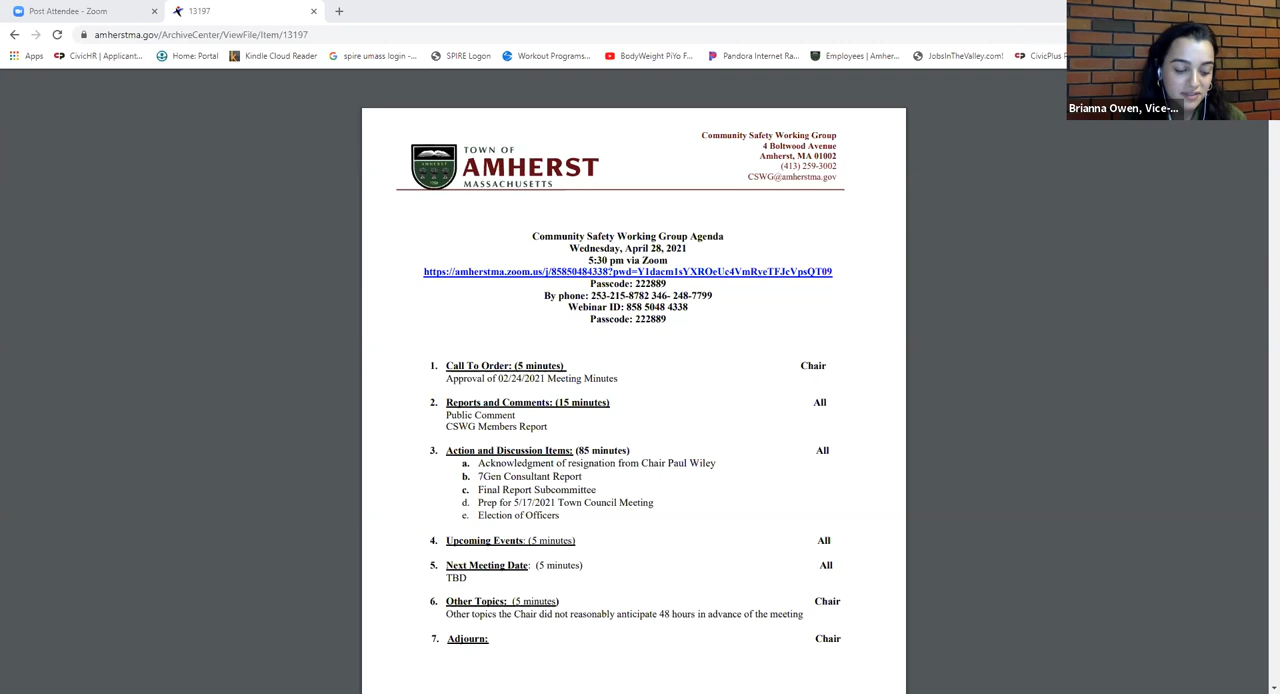 Post Attendee - Zoom
13197
amherstma.gov/ArchiveCenter/ViewFile/Item/13197
Apps
CivicHR | Applicant...
Home: Portal
Kindle Cloud Reader
spire umass login -...
SPIRE Logon
Workout Programs...
BodyWeight PiYo F...
Pandora Internet Ra...
Employees | Amher...
JobsInTheValley.com!
CivicPlus
Brianna Owen, Vice-...
Community Safety Working Group
4 Boltwood Avenue
Amherst, MA 01002
(413) 259-3002
CSWG@amherstma.gov
TOWN OF
AMHERST
MASSACHUSETTS
Community Safety Working Group Agenda
Wednesday, April 28, 2021
5:30 pm via Zoom
Passcode: 222889
By phone: 253-215-8782 346- 248-7799
Webinar ID: 858 5048 4338
Passcode: 222889
1. Call To Order: (5 minutes) Chair
Approval of 02/24/2021 Meeting Minutes
2. Reports and Comments: (15 minutes) All
Public Comment
CSWG Members Report
3. Action and Discussion Items: (85 minutes) All
a. Acknowledgment of resignation from Chair Paul Wiley
b. 7Gen Consultant Report
c. Final Report Subcommittee
d. Prep for 5/17/2021 Town Council Meeting
e. Election of Officers
4. Upcoming Events: (5 minutes) All
5. Next Meeting Date: (5 minutes) All
TBD
6. Other Topics: (5 minutes) Chair
Other topics the Chair did not reasonably anticipate 48 hours in advance of the meeting
7. Adjourn: Chair